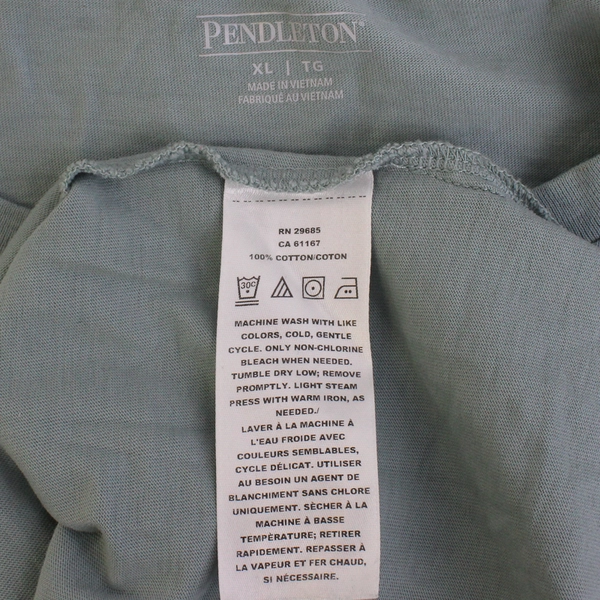 PENDLETON®
XL | TG
MADE IN VIETNAM
FABRIQUÉ AU VIETNAM
RN 29685
CA 61167
100% COTTON/COTON
30C
MACHINE WASH WITH LIKE
COLORS, COLD, GENTLE
CYCLE. ONLY NON-CHLORINE
BLEACH WHEN NEEDED.
TUMBLE DRY LOW; REMOVE
PROMPTLY. LIGHT STEAM
PRESS WITH WARM IRON, AS
NEEDED./
LAVER À LA MACHINE À
L'EAU FROIDE AVEC
COULEURS SEMBLABLES,
CYCLE DÉLICAT. UTILISER
AU BESOIN UN AGENT DE
BLANCHIMENT SANS CHLORE
UNIQUEMENT. SÈCHER À LA
MACHINE À BASSE
TEMPÈRATURE; RETIRER
RAPIDEMENT. REPASSER À
LA VAPEUR ET FER CHAUD,
SI NÉCESSAIRE.